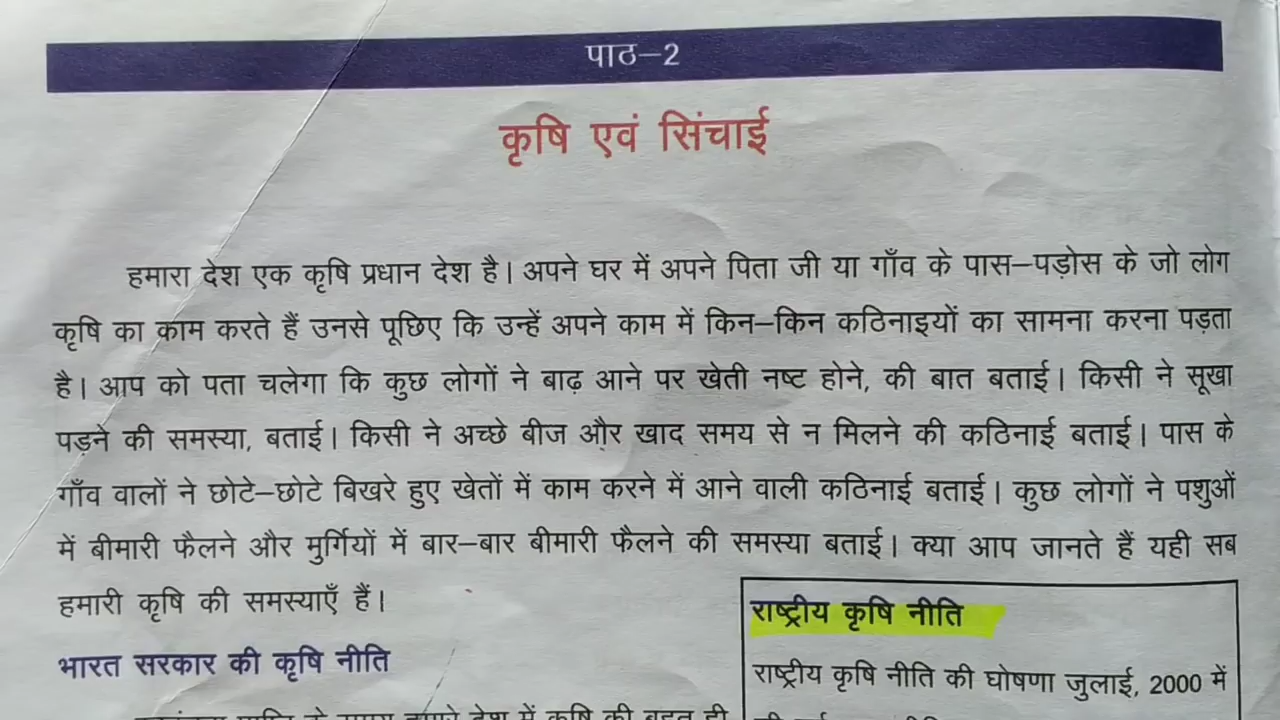 पाठ–2
कृषि एवं सिंचाई
हमारा देश एक कृषि प्रधान देश है। अपने घर में अपने पिता जी या गाँव के पास–पड़ोस के जो लोग
कृषि का काम करते हैं उनसे पूछिए कि उन्हें अपने काम में किन–किन कठिनाइयों का सामना करना पड़ता
है। आप को पता चलेगा कि कुछ लोगों ने बाढ़ आने पर खेती नष्ट होने, की बात बताई। किसी ने सूखा
पड़ने की समस्या, बताई। किसी ने अच्छे बीज और खाद समय से न मिलने की कठिनाई बताई। पास के
गाँव वालों ने छोटे–छोटे बिखरे हुए खेतों में काम करने में आने वाली कठिनाई बताई। कुछ लोगों ने पशुओं
में बीमारी फैलने और मुर्गियों में बार–बार बीमारी फैलने की समस्या बताई। क्या आप जानते हैं यही सब
हमारी कृषि की समस्याएँ हैं।
भारत सरकार की कृषि नीति
देश में कृषि की बहुत ही
राष्ट्रीय कृषि नीति
राष्ट्रीय कृषि नीति की घोषणा जुलाई, 2000 में